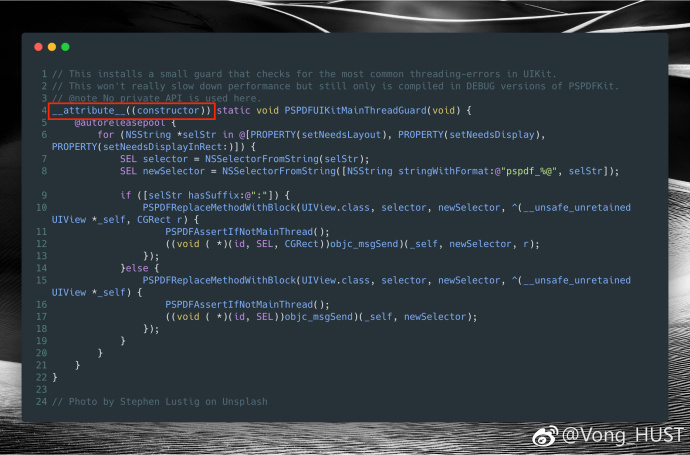 1 // This installs a small guard that checks for the most common threading-errors in UIKit.
2 // This won't really slow down performance but still only is compiled in DEBUG versions of PSPDFKit.
3 // @note No private API is used here.
4 __attribute__((constructor)) static void PSPDFUIKitMainThreadGuard(void) {
5 @autoreleasepool {
6 for (NSString *selStr in @[PROPERTY(setNeedsLayout), PROPERTY(setNeedsDisplay),
PROPERTY(setNeedsDisplayInRect:)]) {
7 SEL selector = NSSelectorFromString(selStr);
8 SEL newSelector = NSSelectorFromString([NSString stringWithFormat:@"pspdf_%@", selStr]);
9 if ([selStr hasSuffix:@":"]) {
10 PSPDFReplaceMethodWithBlock(UIView.class, selector, newSelector, ^(__unsafe_unretained
UIView *_self, CGRect r) {
11 PSPDFAssertIfNotMainThread();
12 ((void ( *)(id, SEL, CGRect))objc_msgSend)(_self, newSelector, r);
13 });
14 }else {
15 PSPDFReplaceMethodWithBlock(UIView.class, selector, newSelector, ^(__unsafe_unretained
UIView *_self) {
16 PSPDFAssertIfNotMainThread();
17 ((void ( *)(id, SEL))objc_msgSend)(_self, newSelector);
18 });
19 }
20 }
21 }
22 }
23
24 // Photo by Stephen Lustig on Unsplash
@Vong_HUST